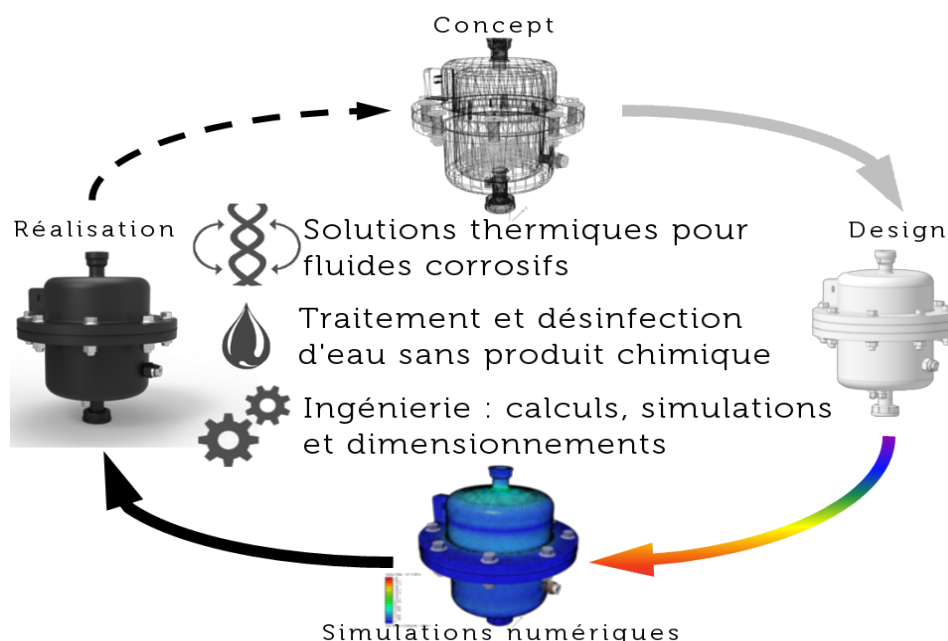 Concept
Réalisation
Design
Solutions thermiques pour
fluides corrosifs
Traitement et désinfection
d'eau sans produit chimique
Ingénierie : calculs, simulations
et dimensionnements
Simulations numériques